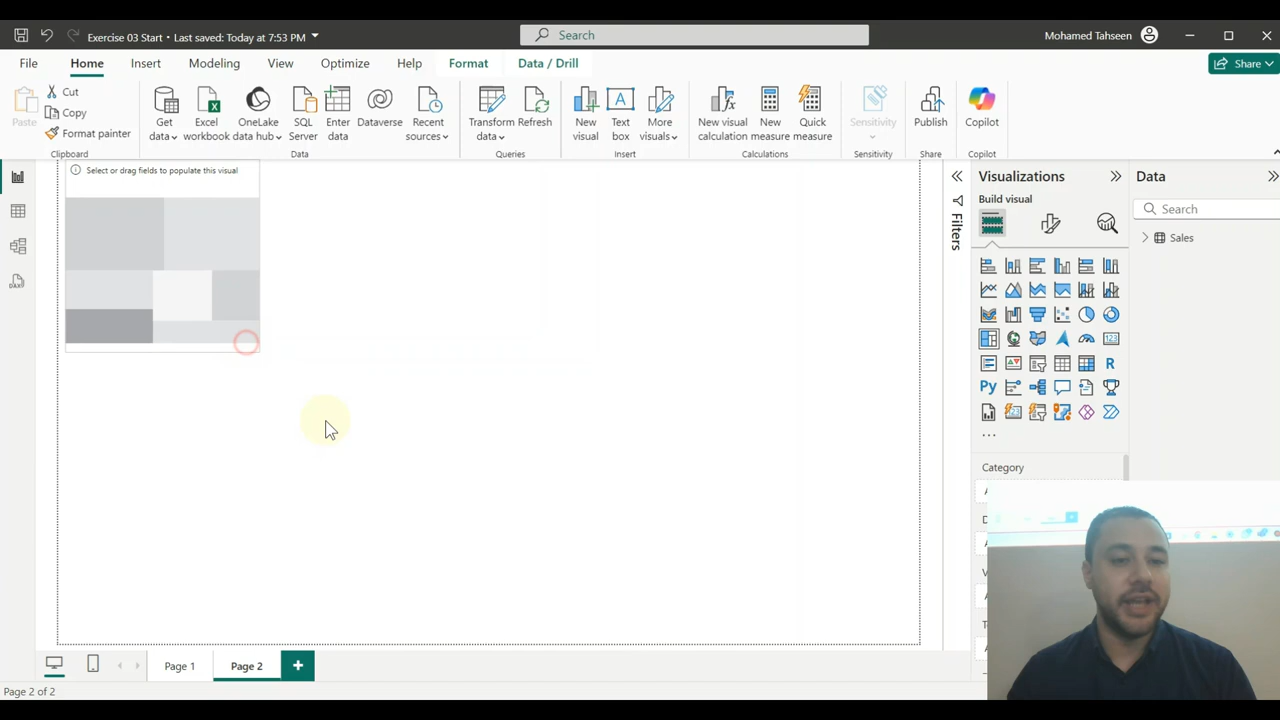 Exercise 03 Start • Last saved: Today at 7:53 PM
Search
Mohamed Tahseen
File Home Insert Modeling View Optimize Help Format Data / Drill
Share
Paste
Cut
Copy
Format painter
Clipboard
Get data
Excel workbook
OneLake data hub
SQL Server
Enter data
Dataverse
Recent sources
Data
Transform data
Refresh
Queries
New visual
Text box
More visuals
Insert
New visual calculation
New measure
Quick measure
Calculations
Sensitivity
Sensitivity
Publish
Share
Copilot
Copilot
Select or drag fields to populate this visual
Filters
Visualizations
Build visual
R
Py
123
...
Category
Data
Search
Sales
Page 1
Page 2
Page 2 of 2